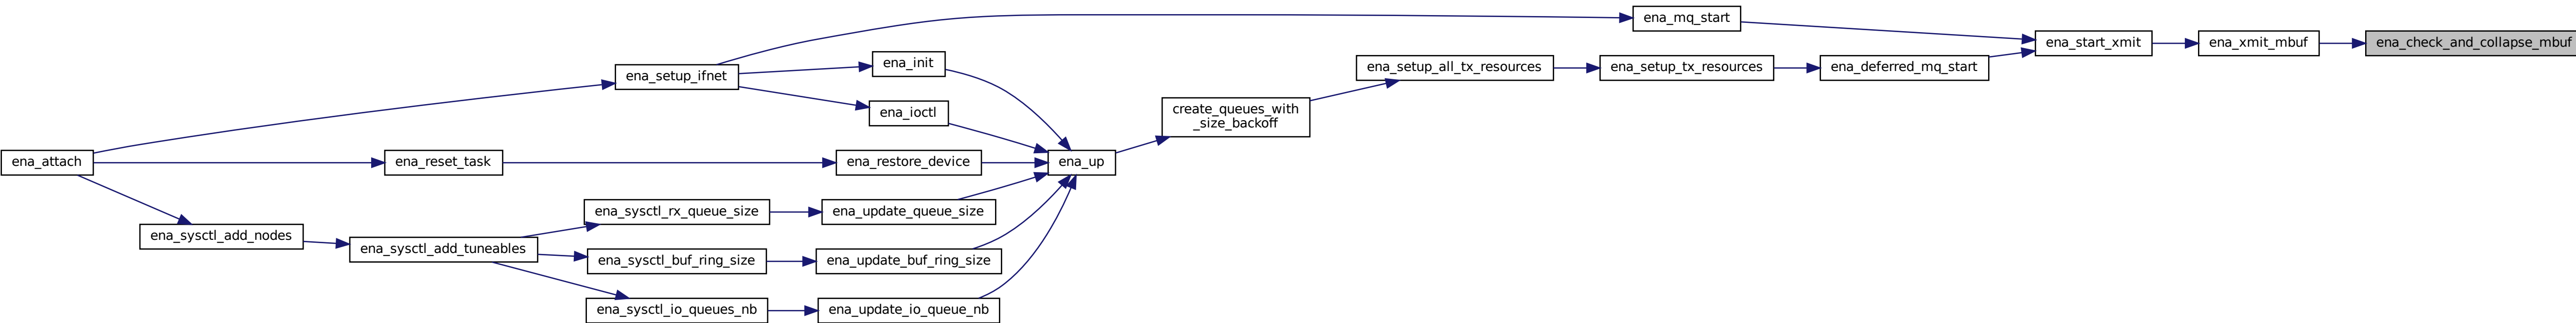 ena_mq_start
ena_start_xmit
ena_xmit_mbuf
ena_check_and_collapse_mbuf
ena_setup_ifnet
ena_init
ena_setup_all_tx_resources
ena_setup_tx_resources
ena_deferred_mq_start
ena_ioctl
create_queues_with
_size_backoff
ena_attach
ena_reset_task
ena_restore_device
ena_up
ena_sysctl_rx_queue_size
ena_update_queue_size
ena_sysctl_add_nodes
ena_sysctl_add_tuneables
ena_sysctl_buf_ring_size
ena_update_buf_ring_size
ena_sysctl_io_queues_nb
ena_update_io_queue_nb